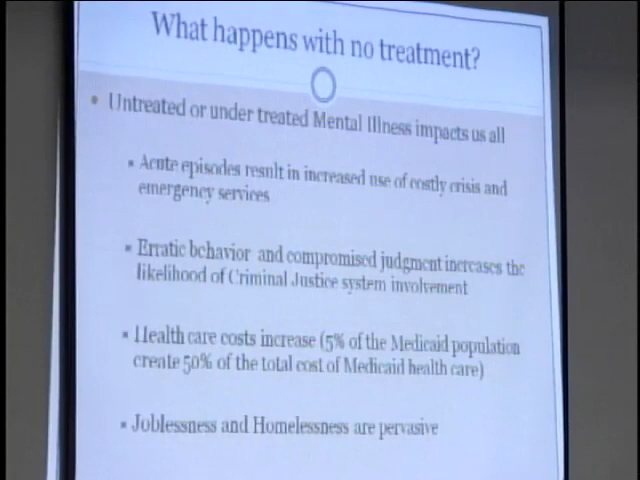 What happens with no treatment?
• Untreated or under treated Mental Illness impacts us all
▪ Acute episodes result in increased use of costly crisis and
emergency services
▪ Erratic behavior and compromised judgment increases the
likelihood of Criminal Justice system involvement
▪ Health care costs increase (5% of the Medicaid population
create 50% of the total cost of Medicaid health care)
▪ Joblessness and Homelessness are pervasive